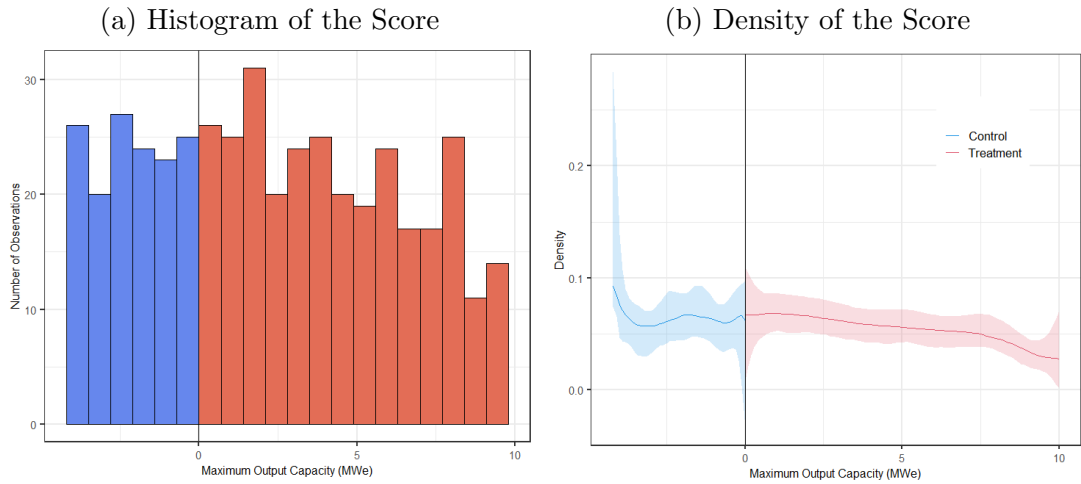 (a) Histogram of the Score
30
20
10
0
Number of Observations
0
5
10
Maximum Output Capacity (MWe)
(b) Density of the Score
Control
Treatment
0.2
0.1
0.0
Density
0
5
10
Maximum Output Capacity (MWe)